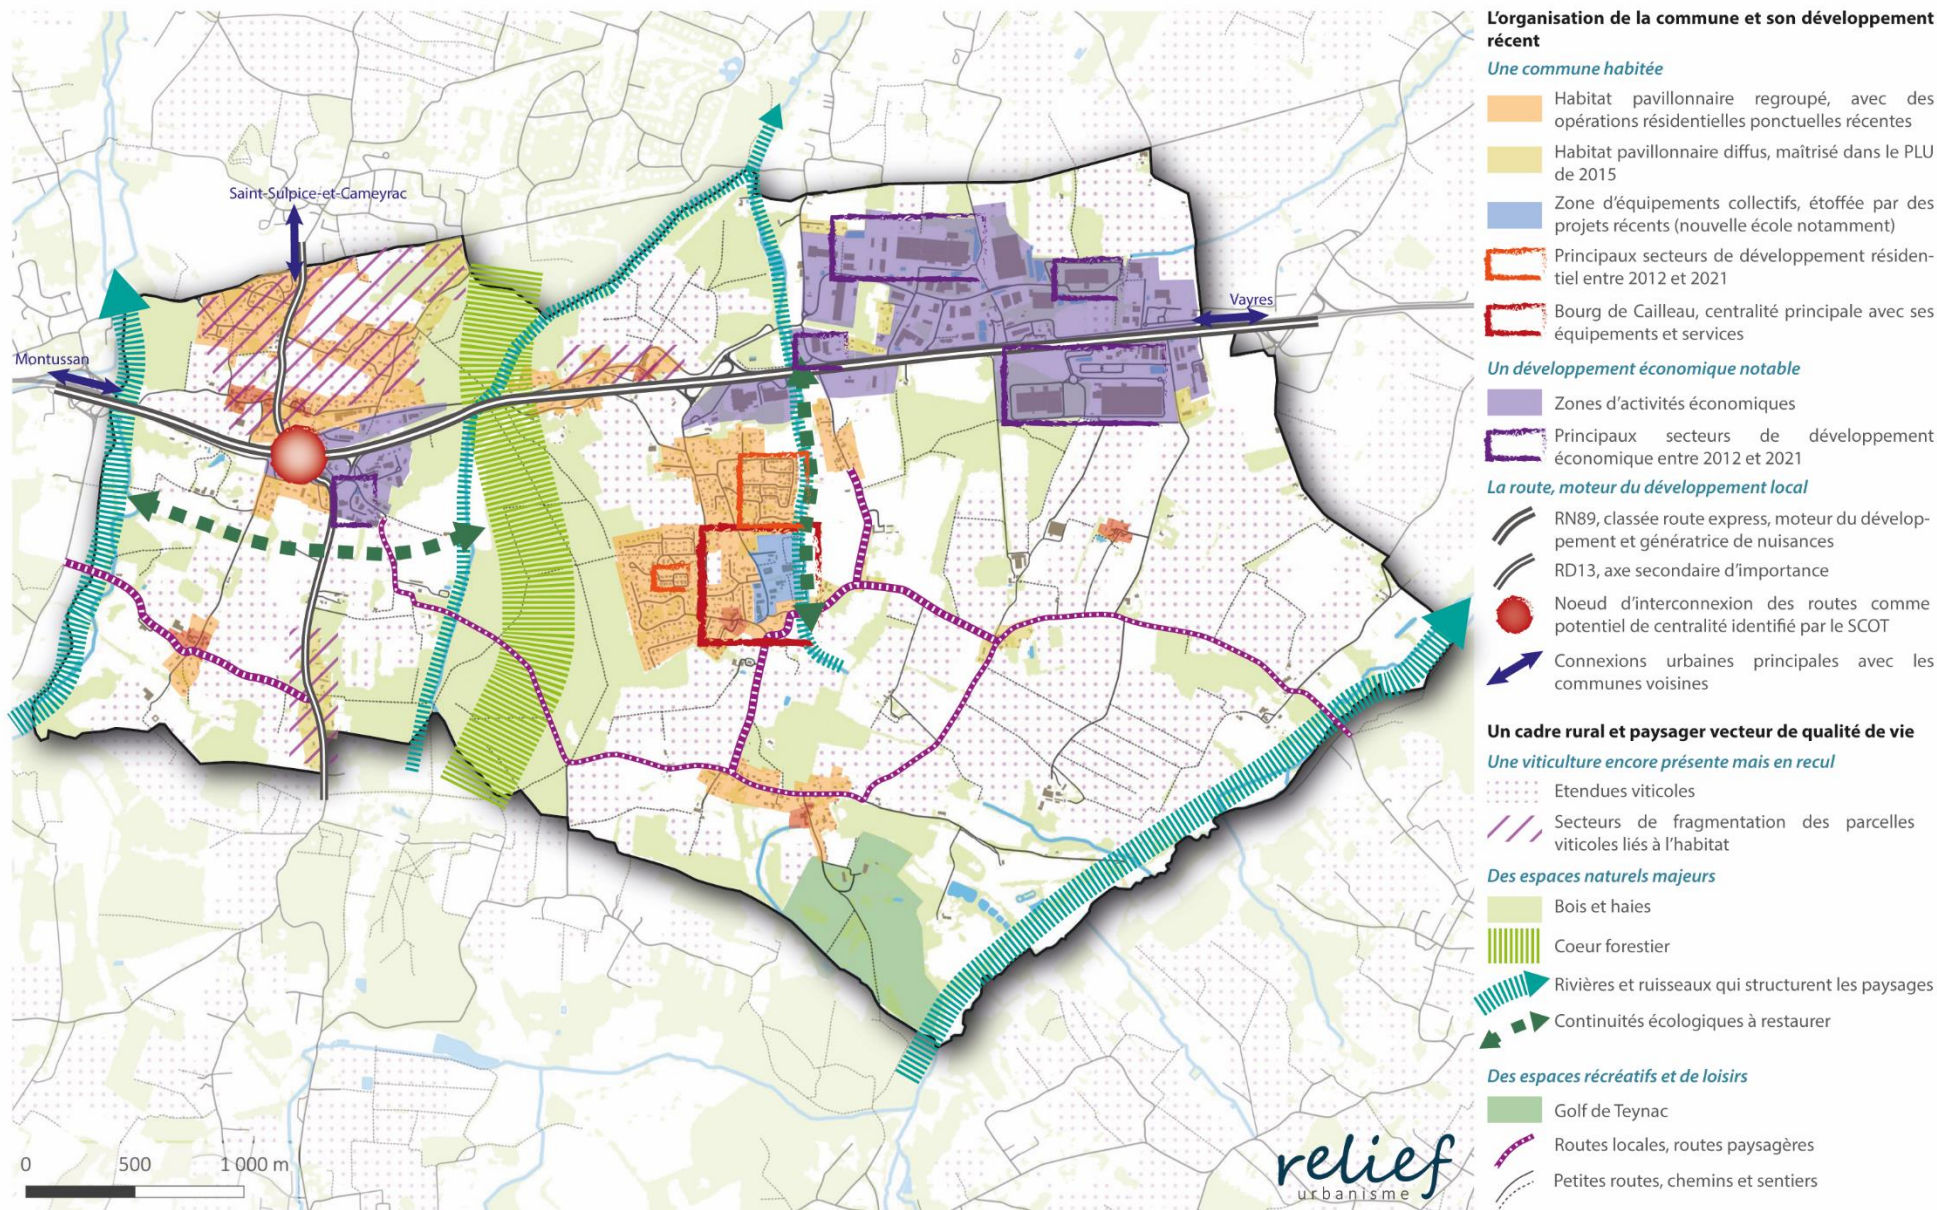 Saint-Sulpice-et-Cameyrac
Montussan
Vayres
0 500 1 000 m
relief
urbanisme
L'organisation de la commune et son développement
récent
Une commune habitée
Habitat pavillonnaire regroupé, avec des
opérations résidentielles ponctuelles récentes
Habitat pavillonnaire diffus, maîtrisé dans le PLU
de 2015
Zone d'équipements collectifs, étoffée par des
projets récents (nouvelle école notamment)
Principaux secteurs de développement résiden-
tiel entre 2012 et 2021
Bourg de Cailleau, centralité principale avec ses
équipements et services
Un développement économique notable
Zones d'activités économiques
Principaux secteurs de développement
économique entre 2012 et 2021
La route, moteur du développement local
RN89, classée route express, moteur du dévelop-
pement et génératrice de nuisances
RD13, axe secondaire d'importance
Noeud d'interconnexion des routes comme
potentiel de centralité identifié par le SCOT
Connexions urbaines principales avec les
communes voisines
Un cadre rural et paysager vecteur de qualité de vie
Une viticulture encore présente mais en recul
Etendues viticoles
Secteurs de fragmentation des parcelles
viticoles liés à l'habitat
Des espaces naturels majeurs
Bois et haies
Coeur forestier
Rivières et ruisseaux qui structurent les paysages
Continuités écologiques à restaurer
Des espaces récréatifs et de loisirs
Golf de Teynac
Routes locales, routes paysagères
Petites routes, chemins et sentiers